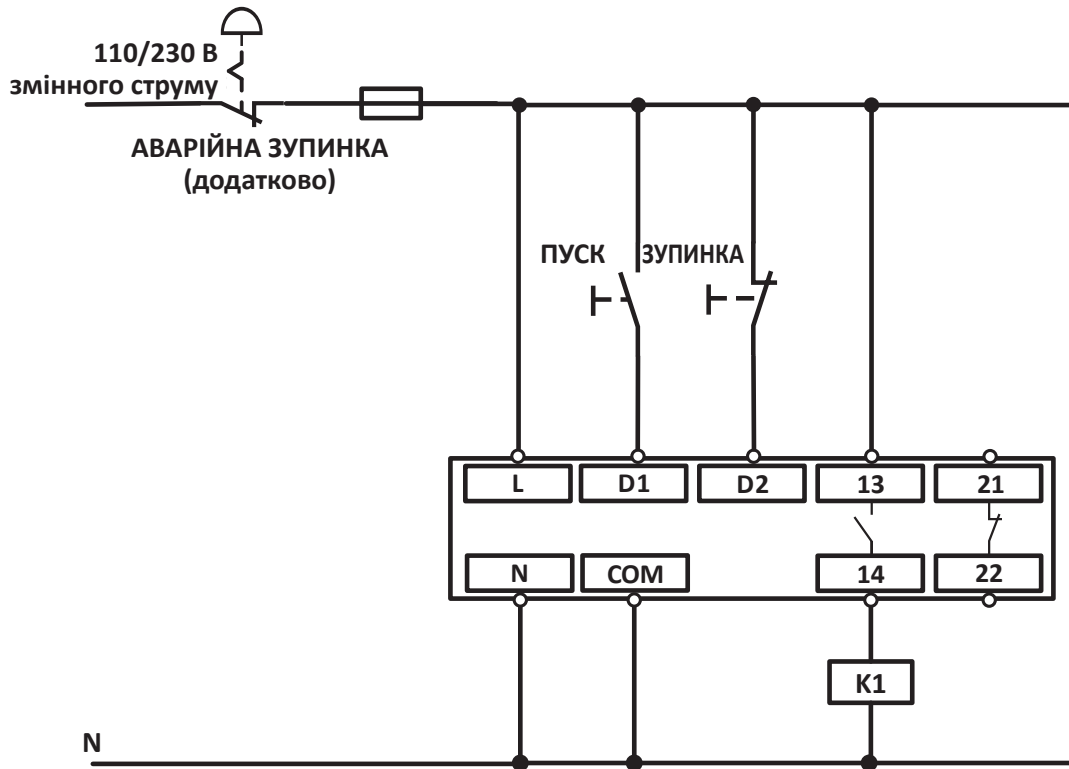 110/230 В
змінного струму
АВАРІЙНА ЗУПИНКА
(додатково)
ПУСК ЗУПИНКА
L D1 D2 13 21
N COM 14 22
K1
N